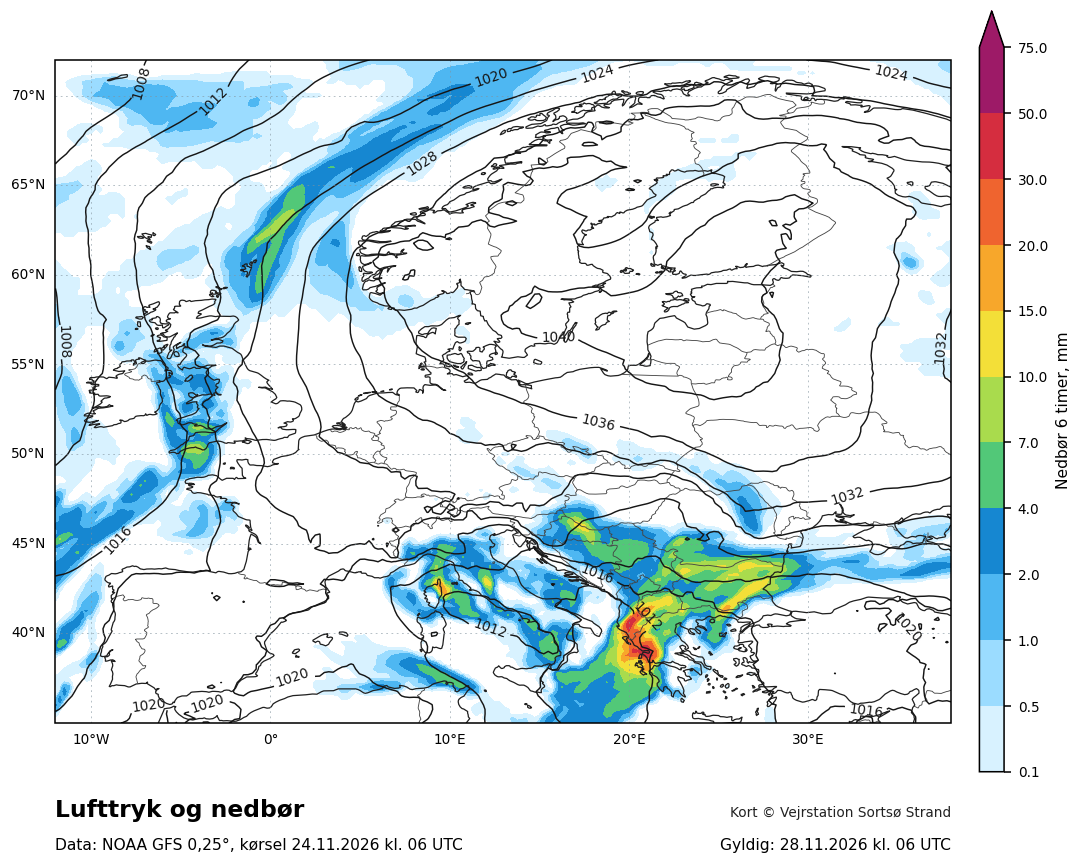 75.0
50.0
30.0
20.0
15.0
10.0
7.0
4.0
2.0
1.0
0.5
0.1
Nedbør 6 timer, mm
70°N
65°N
60°N
55°N
50°N
45°N
40°N
10°W
0°
10°E
20°E
30°E
1008
1012
1020
1024
1024
1028
1008
1040
1032
1036
1032
1016
1016
1012
1012
1020
1020
1020
1020
1016
Lufttryk og nedbør
Kort © Vejrstation Sortsø Strand
Data: NOAA GFS 0,25°, kørsel 24.11.2026 kl. 06 UTC
Gyldig: 28.11.2026 kl. 06 UTC